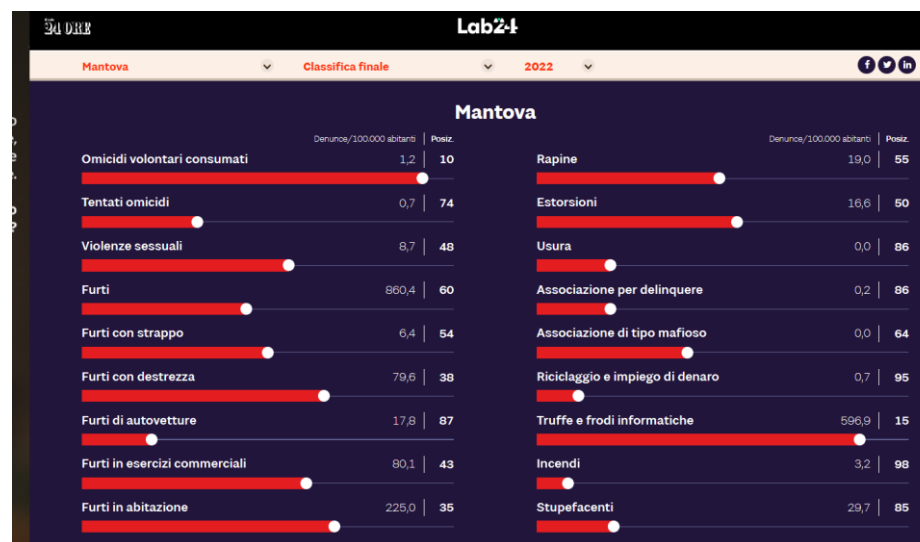 24 ORE
Lab24
Mantova
Classifica finale
2022
Mantova
Denunce/100.000 abitanti | Posiz.
Omicidi volontari consumati 1,2 | 10
Tentati omicidi 0,7 | 74
Violenze sessuali 8,7 | 48
Furti 860,4 | 60
Furti con strappo 6,4 | 54
Furti con destrezza 79,6 | 38
Furti di autovetture 17,8 | 87
Furti in esercizi commerciali 80,1 | 43
Furti in abitazione 225,0 | 35
Denunce/100.000 abitanti | Posiz.
Rapine 19,0 | 55
Estorsioni 16,6 | 50
Usura 0,0 | 86
Associazione per delinquere 0,2 | 86
Associazione di tipo mafioso 0,0 | 64
Riciclaggio e impiego di denaro 0,7 | 95
Truffe e frodi informatiche 596,9 | 15
Incendi 3,2 | 98
Stupefacenti 29,7 | 85